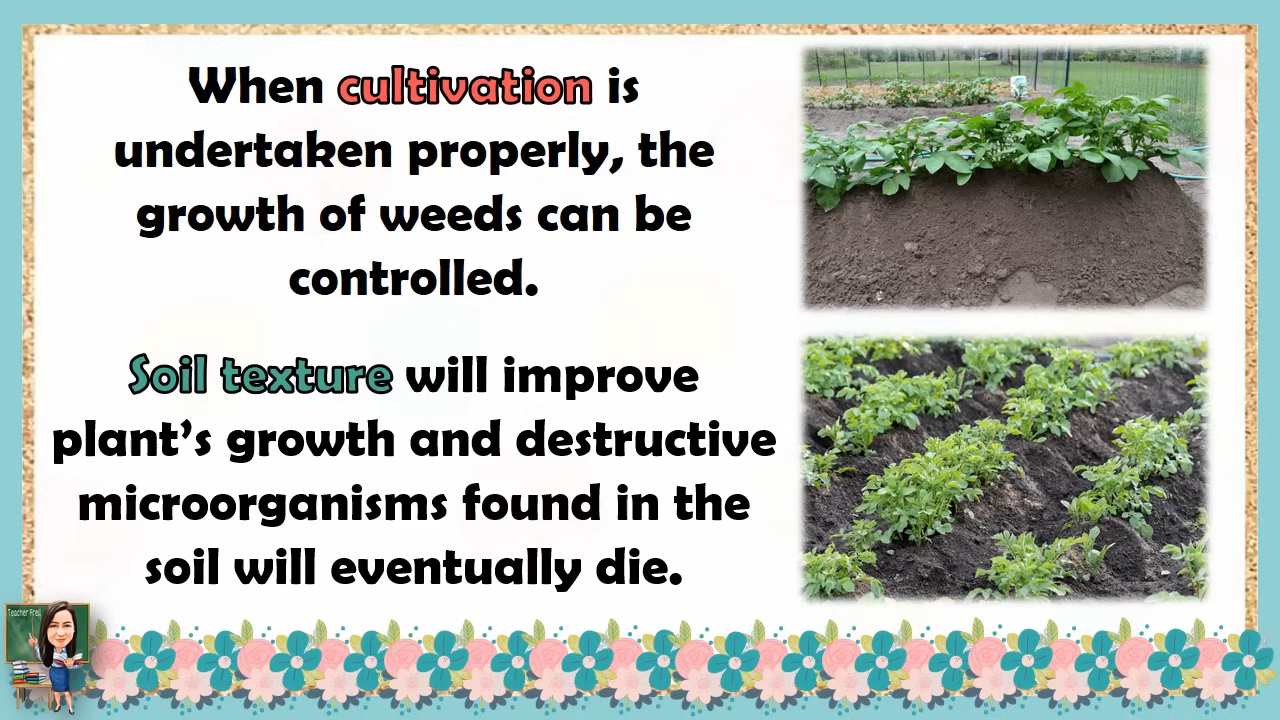 When cultivation is
undertaken properly, the
growth of weeds can be
controlled.
Soil texture will improve
plant's growth and destructive
microorganisms found in the
soil will eventually die.
Teacher Arell